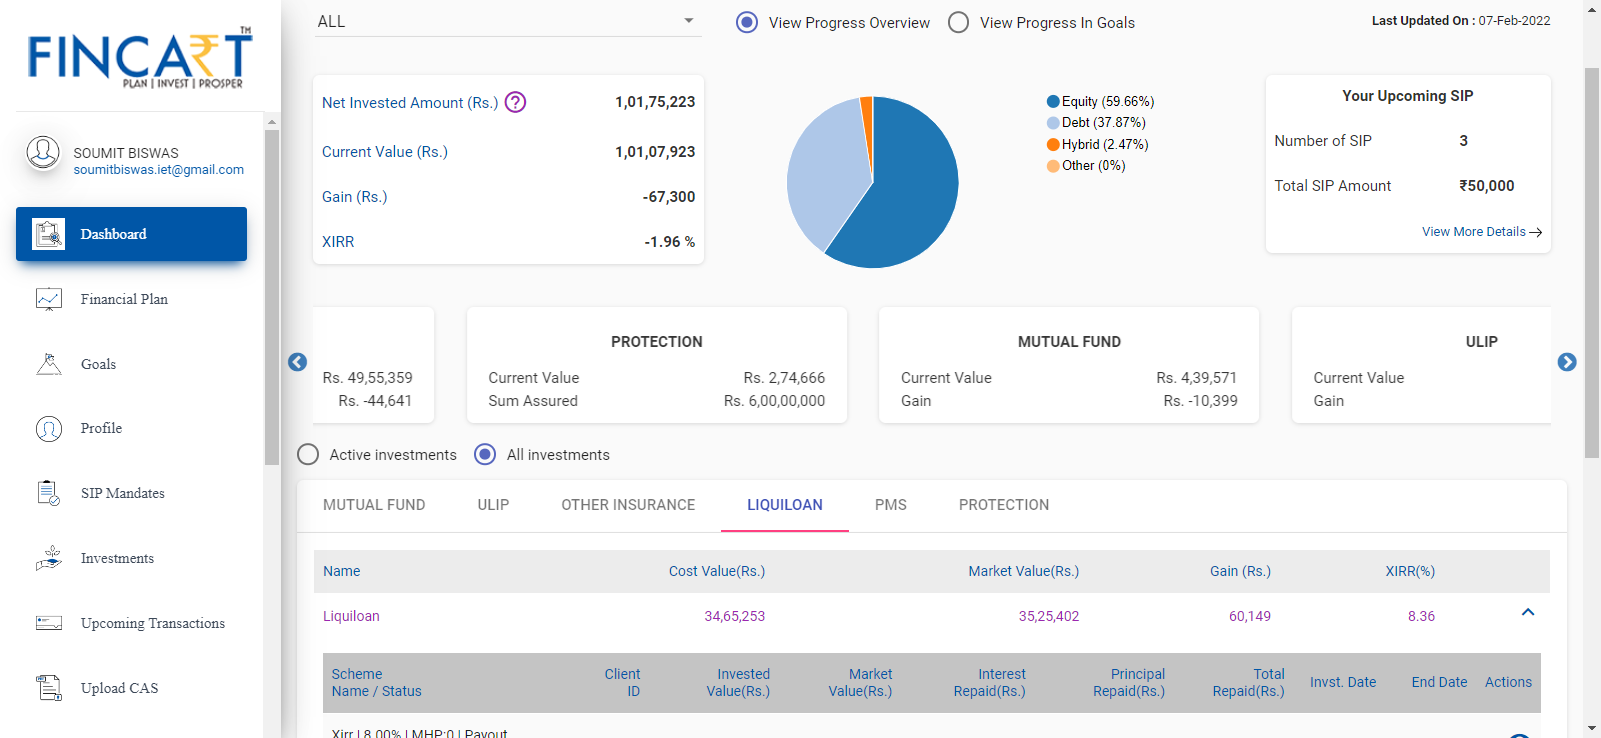 FINCART™
PLAN | INVEST | PROSPER
SOUMIT BISWAS
soumitbiswas.iet@gmail.com
Dashboard
Financial Plan
Goals
Profile
SIP Mandates
Investments
Upcoming Transactions
Upload CAS
ALL
View Progress Overview
View Progress In Goals
Last Updated On : 07-Feb-2022
Net Invested Amount (Rs.) ? 1,01,75,223
Current Value (Rs.) 1,01,07,923
Gain (Rs.) -67,300
XIRR -1.96 %
Equity (59.66%)
Debt (37.87%)
Hybrid (2.47%)
Other (0%)
Your Upcoming SIP
Number of SIP 3
Total SIP Amount ₹50,000
View More Details
Rs. 49,55,359
Rs. -44,641
PROTECTION
Current Value Rs. 2,74,666
Sum Assured Rs. 6,00,00,000
MUTUAL FUND
Current Value Rs. 4,39,571
Gain Rs. -10,399
ULIP
Current Value
Gain
Active investments
All investments
MUTUAL FUND ULIP OTHER INSURANCE LIQUILOAN PMS PROTECTION
Name Cost Value(Rs.) Market Value(Rs.) Gain (Rs.) XIRR(%)
Liquiloan 34,65,253 35,25,402 60,149 8.36
Scheme Client Invested Market Interest Principal Total
Name / Status ID Value(Rs.) Value(Rs.) Repaid(Rs.) Repaid(Rs.) Repaid(Rs.) Invst. Date End Date Actions
Xirr | 8.00% | MHP:0 | Payout